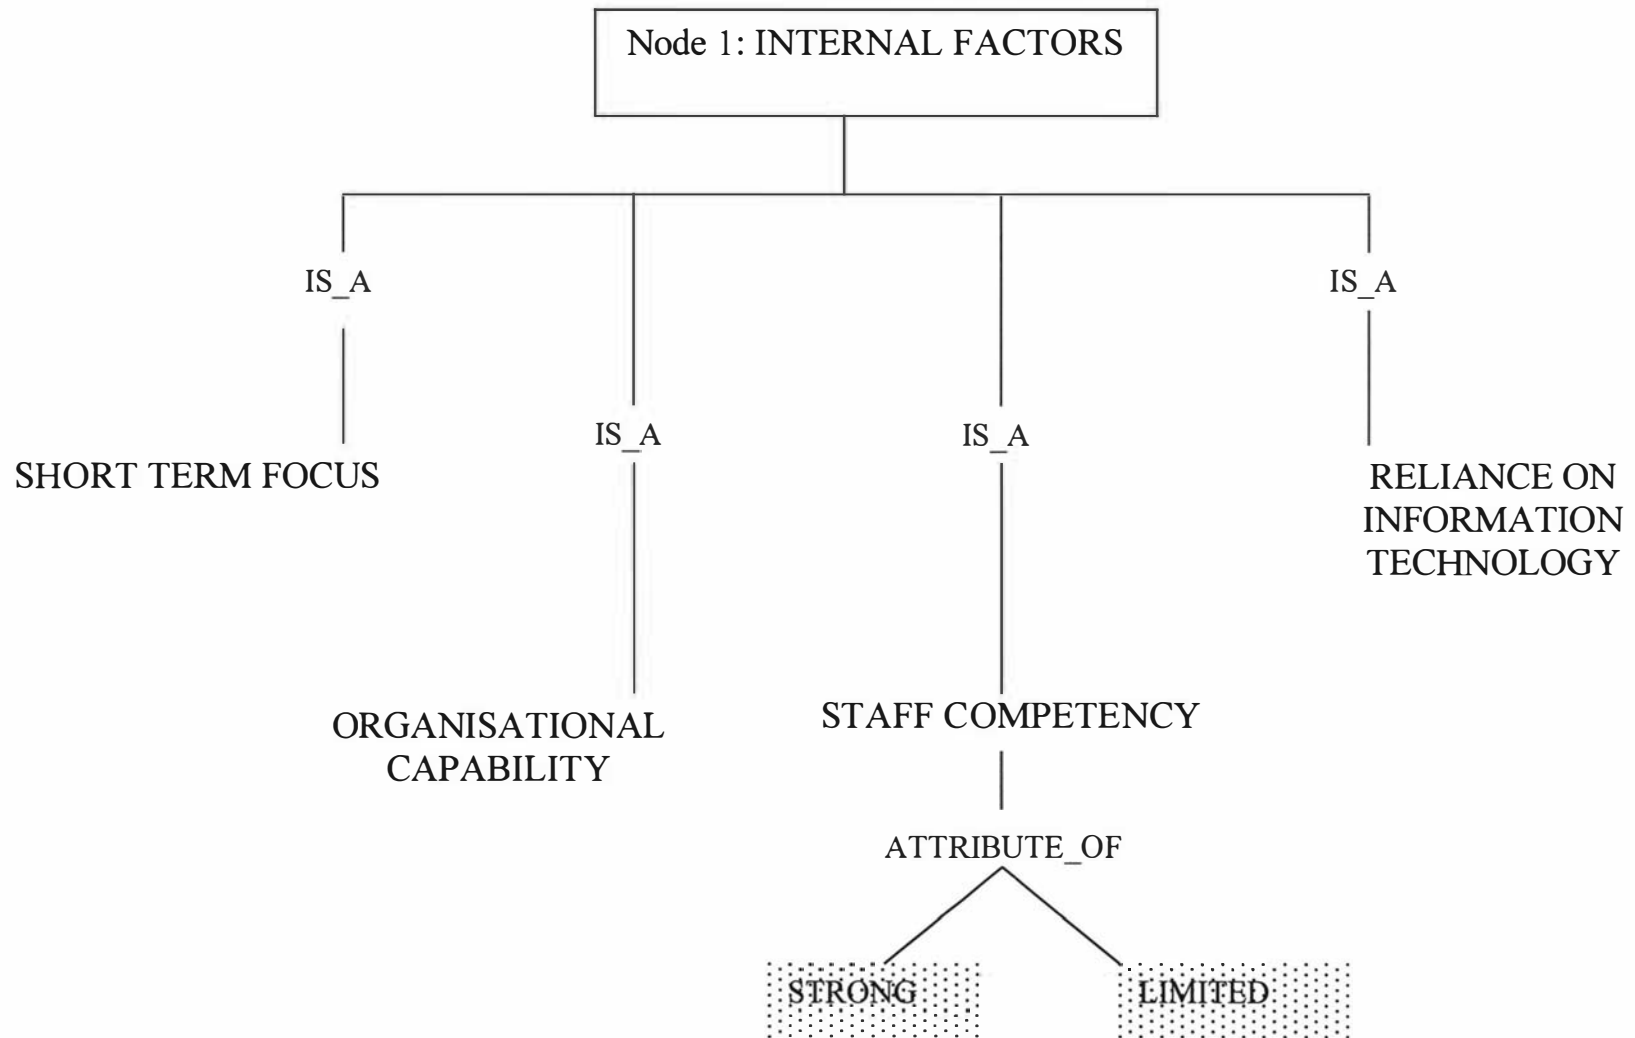 Node 1: INTERNAL FACTORS
IS_A
IS_A
IS_A
IS_A
SHORT TERM FOCUS
RELIANCE ON
INFORMATION
TECHNOLOGY
ORGANISATIONAL
CAPABILITY
STAFF COMPETENCY
ATTRIBUTE_OF
STRONG
LIMITED